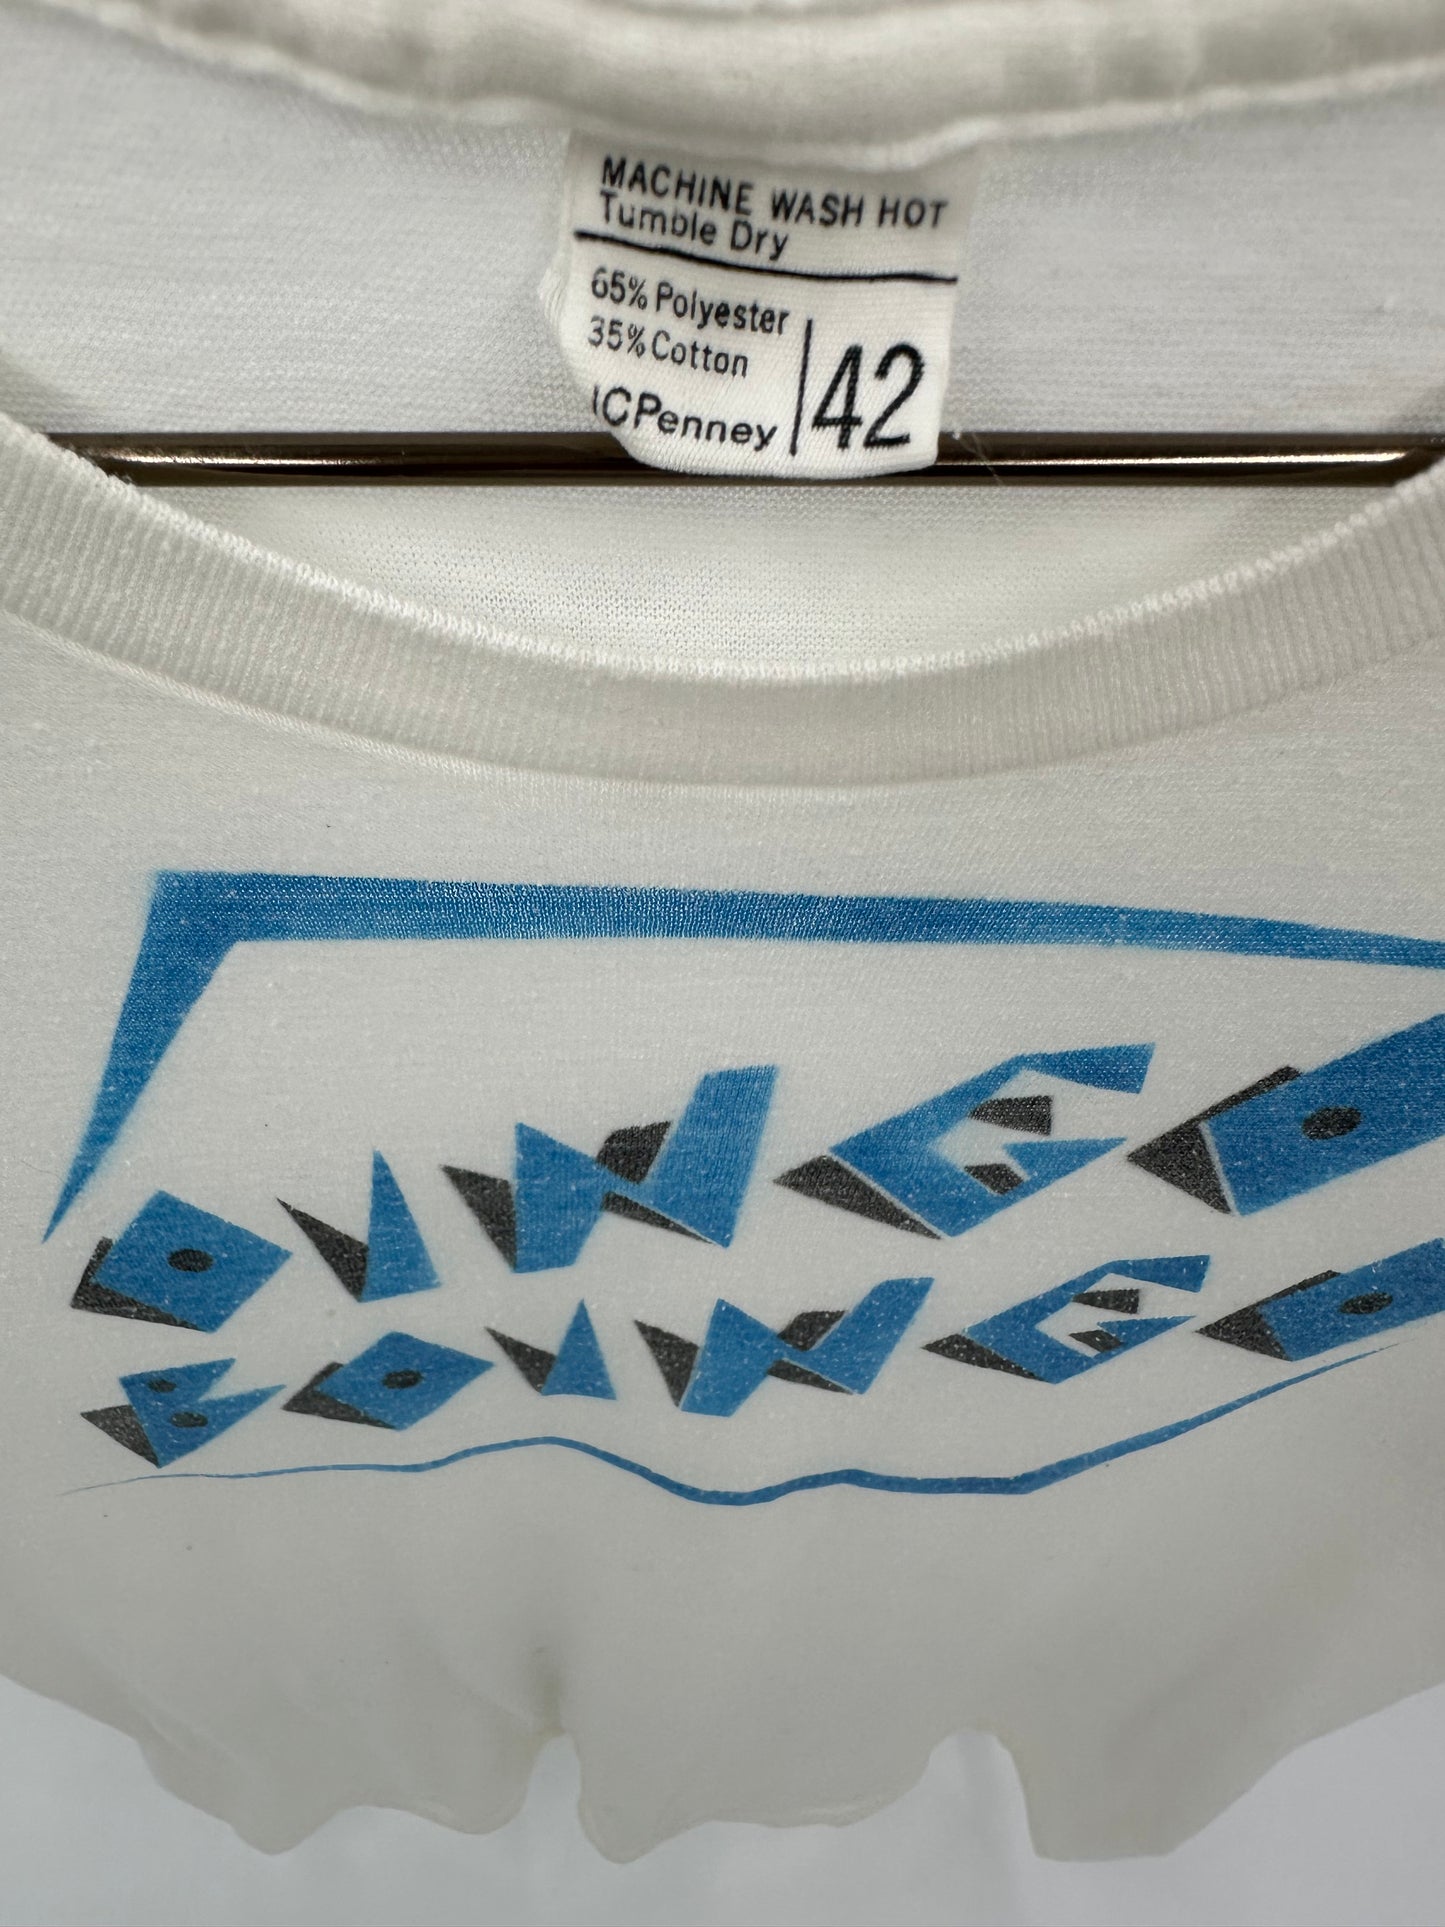 MACHINE WASH HOT
Tumble Dry
65% Polyester
35% Cotton
JCPenney
42
OINGO
BOINGO